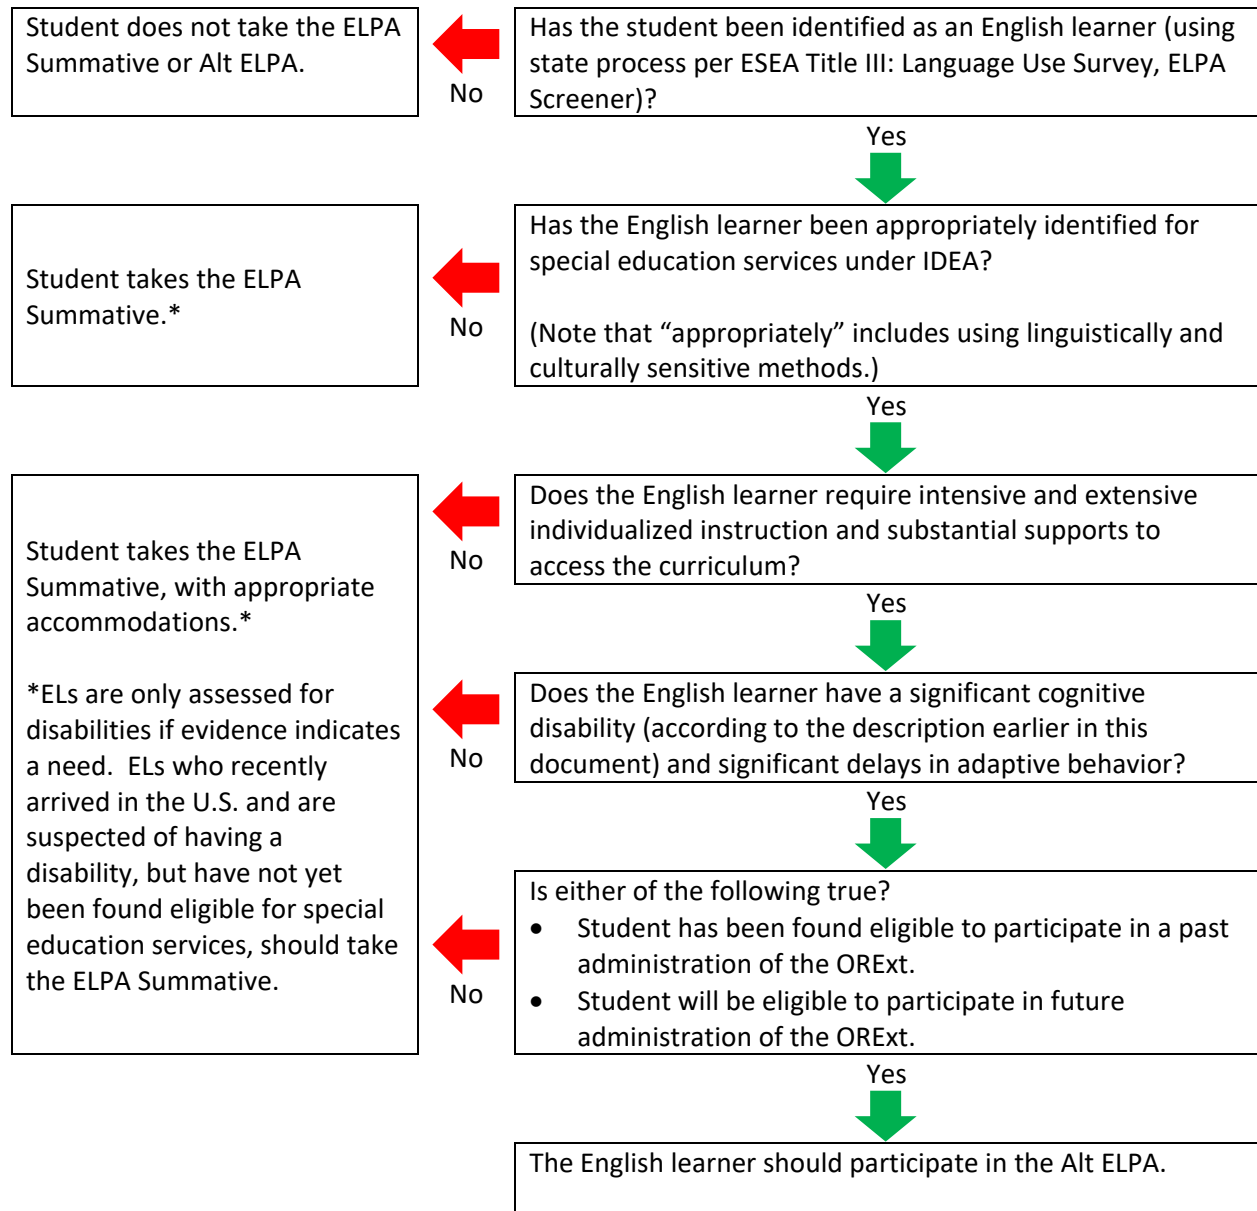 Student does not take the ELPA
Summative or Alt ELPA.
No
Has the student been identified as an English learner (using
state process per ESEA Title III: Language Use Survey, ELPA
Screener)?
Yes
Student takes the ELPA
Summative.*
No
Has the English learner been appropriately identified for
special education services under IDEA?
(Note that “appropriately” includes using linguistically and
culturally sensitive methods.)
Yes
Student takes the ELPA
Summative, with appropriate
accommodations.*
*ELs are only assessed for
disabilities if evidence indicates
a need.  ELs who recently
arrived in the U.S. and are
suspected of having a
disability, but have not yet
been found eligible for special
education services, should take
the ELPA Summative.
No
Does the English learner require intensive and extensive
individualized instruction and substantial supports to
access the curriculum?
Yes
No
Does the English learner have a significant cognitive
disability (according to the description earlier in this
document) and significant delays in adaptive behavior?
Yes
No
Is either of the following true?
• Student has been found eligible to participate in a past
administration of the ORExt.
• Student will be eligible to participate in future
administration of the ORExt.
Yes
The English learner should participate in the Alt ELPA.